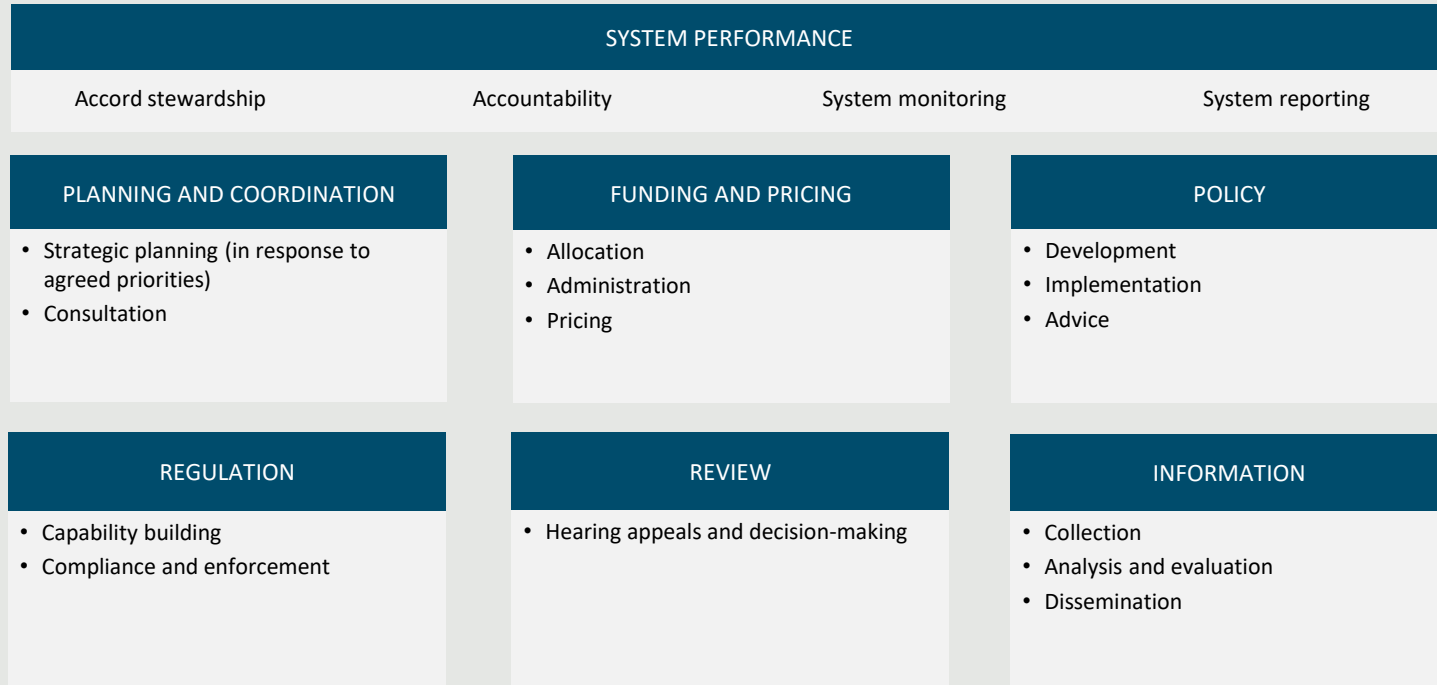 SYSTEM PERFORMANCE
Accord stewardship Accountability System monitoring System reporting
PLANNING AND COORDINATION
• Strategic planning (in response to
agreed priorities)
• Consultation
FUNDING AND PRICING
• Allocation
• Administration
• Pricing
POLICY
• Development
• Implementation
• Advice
REGULATION
• Capability building
• Compliance and enforcement
REVIEW
• Hearing appeals and decision-making
INFORMATION
• Collection
• Analysis and evaluation
• Dissemination